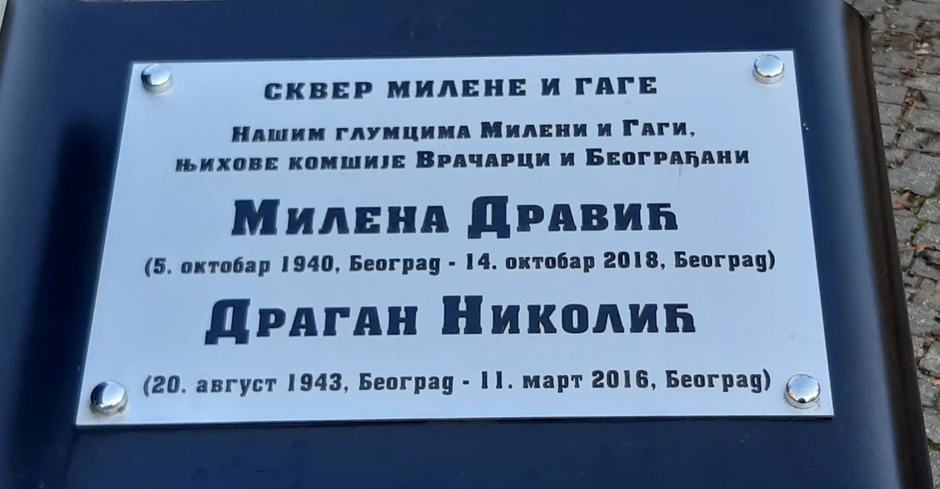 СКВЕР МИЛЕНЕ И ГАГЕ
Нашим глумцима Милени и Гаги,
њихове комшије Врачарци и Београђани
Милена Дравић
(5. октобар 1940, Београд - 14. октобар 2018, Београд)
Драган Николић
(20. август 1943, Београд - 11. март 2016, Београд)